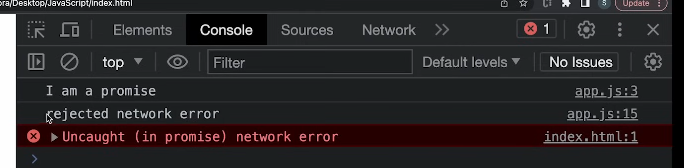 ora/Desktop/JavaScript/index.html
S
Update
Elements Console Sources Network 1
top Filter Default levels No Issues
I am a promise app.js:3
rejected network error app.js:15
Uncaught (in promise) network error index.html:1